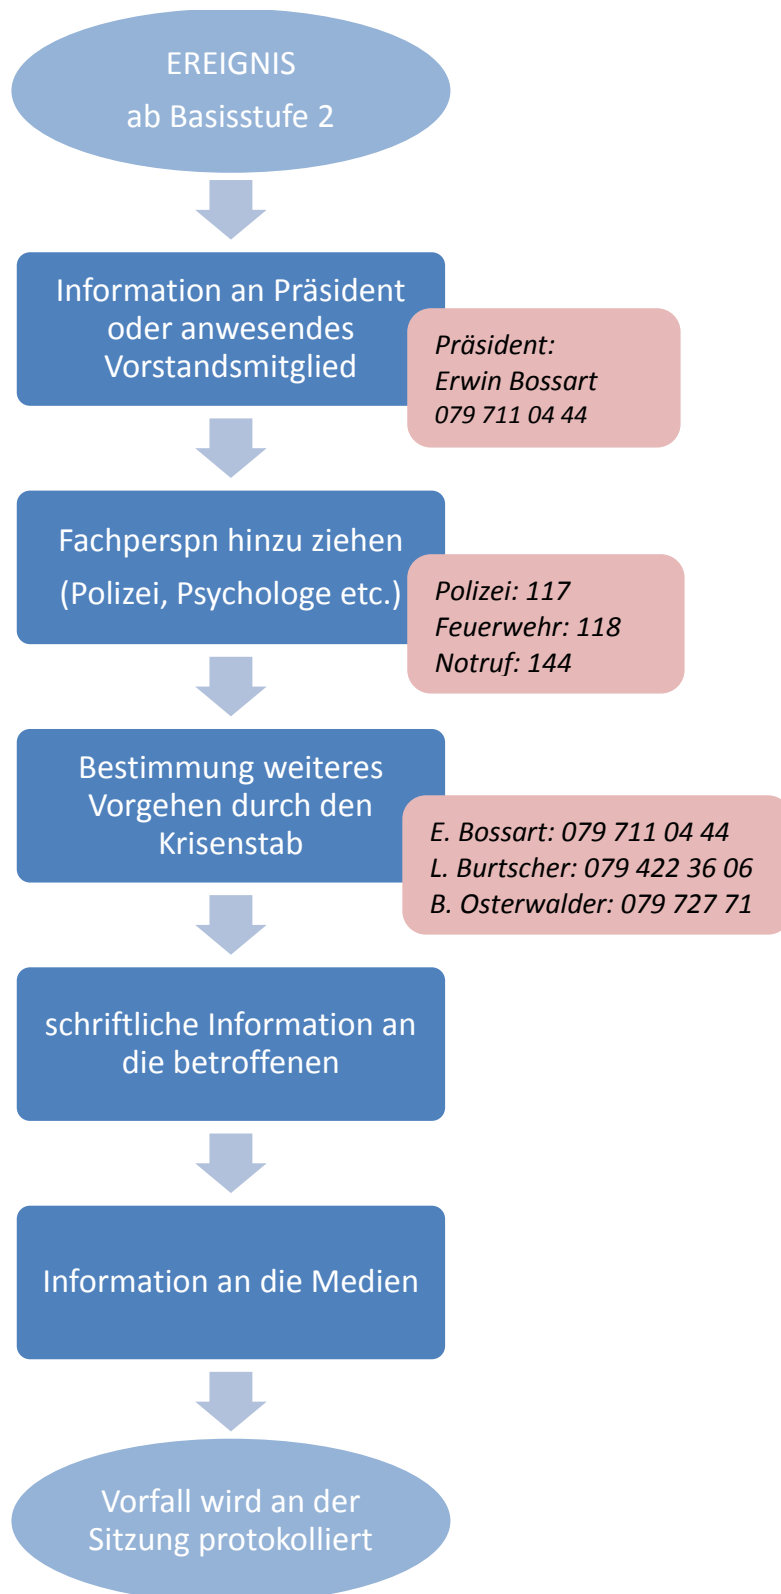 EREIGNIS
ab Basisstufe 2
Information an Präsident
oder anwesendes
Vorstandsmitglied
Präsident:
Erwin Bossart
079 711 04 44
Fachperspn hinzu ziehen
(Polizei, Psychologe etc.)
Polizei: 117
Feuerwehr: 118
Notruf: 144
Bestimmung weiteres
Vorgehen durch den
Krisenstab
E. Bossart: 079 711 04 44
L. Burtscher: 079 422 36 06
B. Osterwalder: 079 727 71
schriftliche Information an
die betroffenen
Information an die Medien
Vorfall wird an der
Sitzung protokolliert